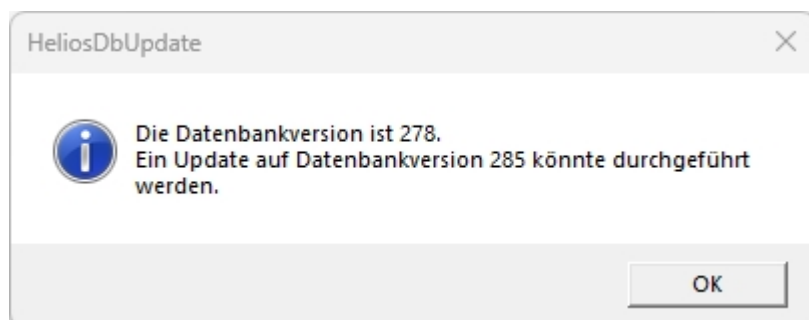 HeliosDbUpdate
Die Datenbankversion ist 278.
Ein Update auf Datenbankversion 285 könnte durchgeführt
werden.
OK